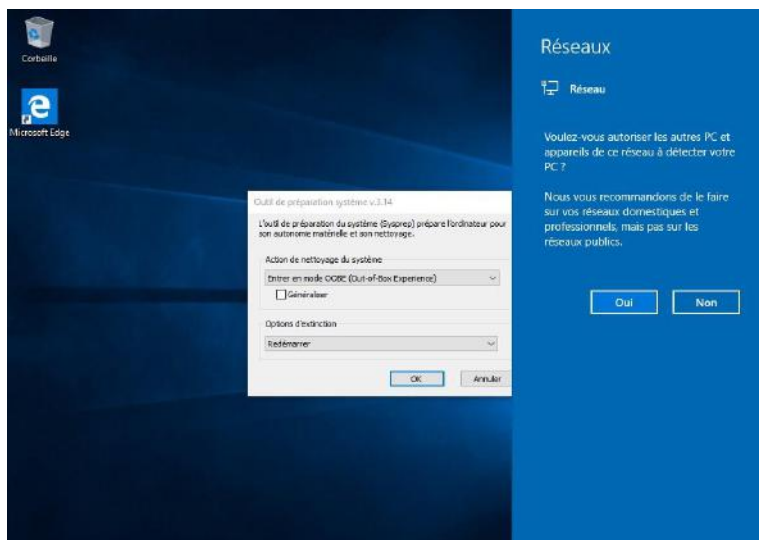 Corbeille
Microsoft Edge
Outil de préparation système v.3.14
L'outil de préparation du système (Sysprep) prépare l'ordinateur pour
son autonomie matérielle et son nettoyage.
Action de nettoyage du système
Entrer en mode OOBE (Out-of-Box Experience)
Généraliser
Options d'extinction
Redémarrer
OK
Annuler
Réseaux
Réseau
Voulez-vous autoriser les autres PC et
appareils de ce réseau à détecter votre
PC ?
Nous vous recommandons de le faire
sur vos réseaux domestiques et
professionnels, mais pas sur les
réseaux publics.
Oui
Non